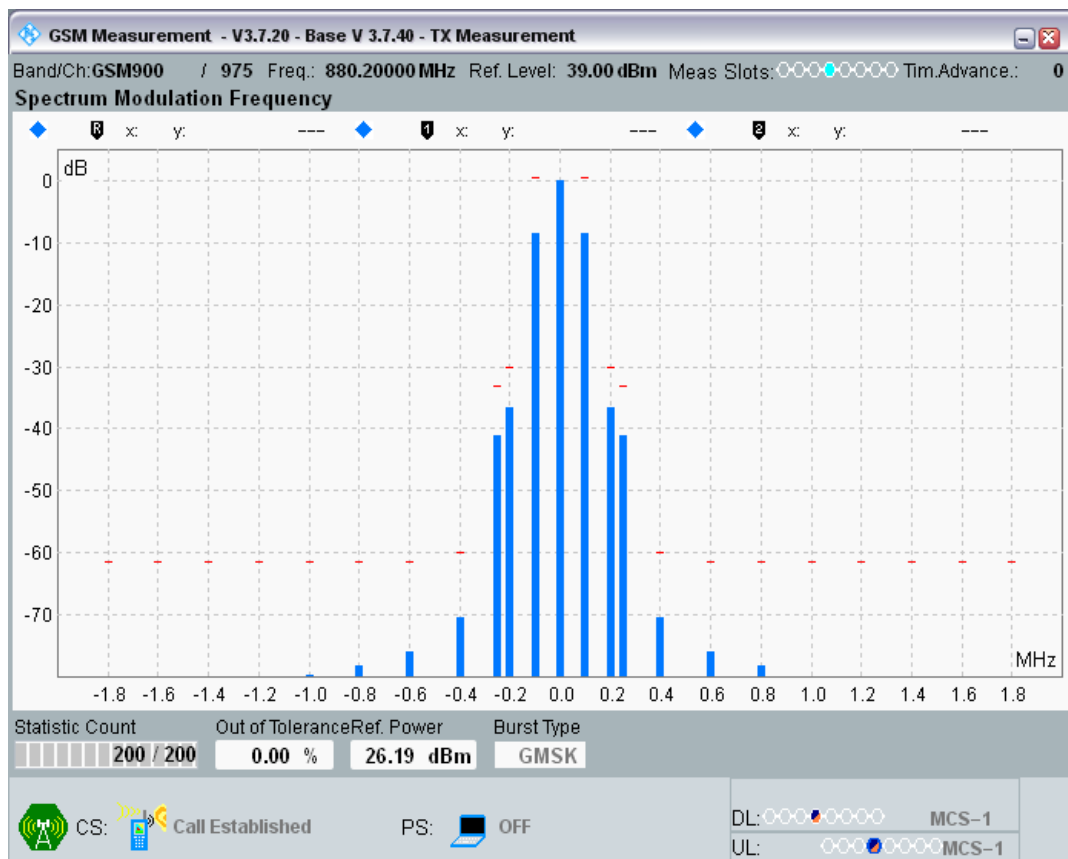 GSM Measurement - V3.7.20 - Base V 3.7.40 - TX Measurement
Band/Ch:GSM900 / 975 Freq.: 880.20000 MHz Ref. Level: 39.00 dBm Meas Slots: Tim.Advance.: 0
Spectrum Modulation Frequency
R x: y: --- 1 x: y: --- 2 x: y: ---
dB
0
-10
-20
-30
-40
-50
-60
-70
MHz
-1.8 -1.6 -1.4 -1.2 -1.0 -0.8 -0.6 -0.4 -0.2 0.0 0.2 0.4 0.6 0.8 1.0 1.2 1.4 1.6 1.8
Statistic Count Out of Tolerance Ref. Power Burst Type
200 / 200 0.00 % 26.19 dBm GMSK
CS: Call Established PS: OFF
DL: MCS-1
UL: MCS-1